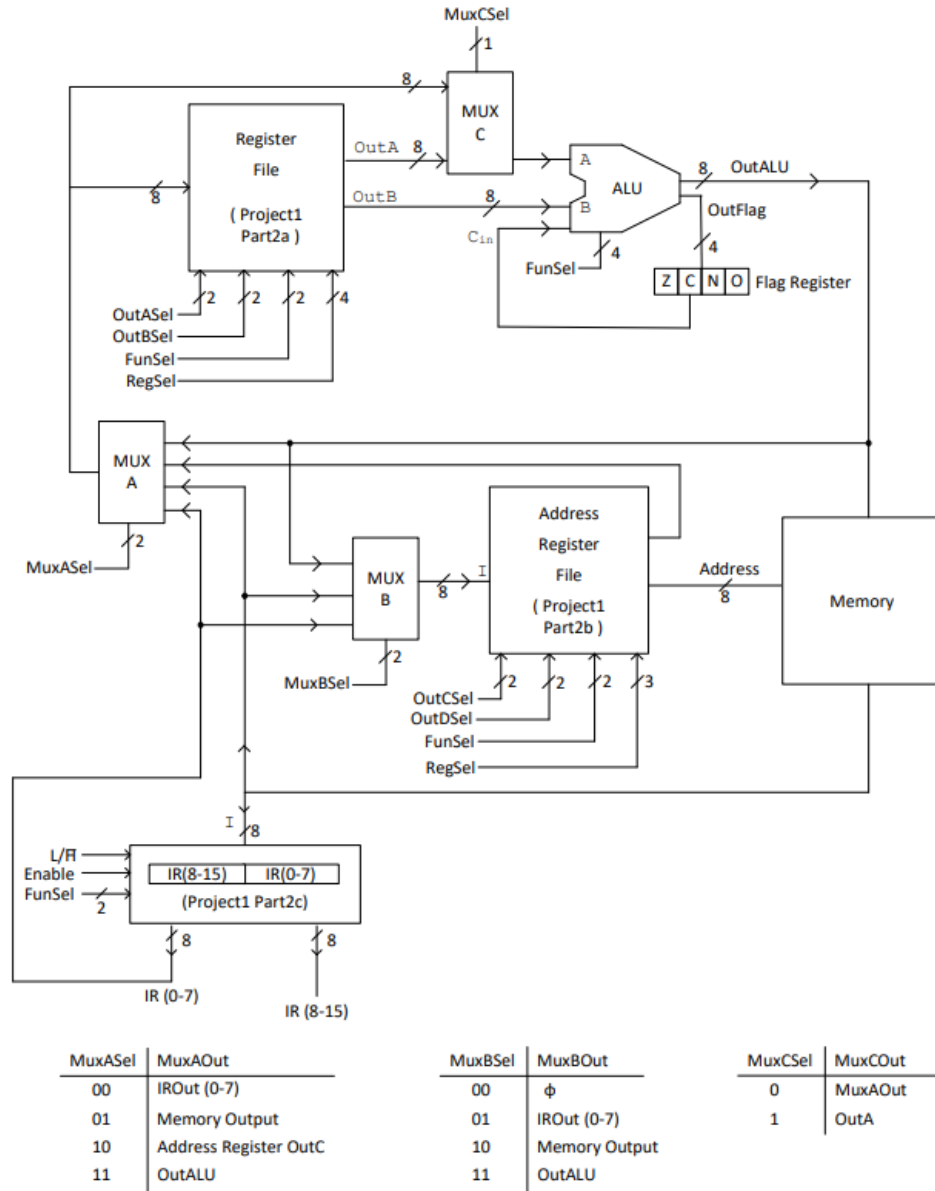 MuxCSel
1
8
MUX
C
Register
File
( Project1
Part2a )
OutA
8
OutB
8
8
A
B
Cin
ALU
8
OutALU
OutFlag
4
FunSel
4
Z C N O
Flag Register
2 2 2 4
OutASel
OutBSel
FunSel
RegSel
MUX
A
2
MuxASel
MUX
B
8
I
2
MuxBSel
Address
Register
File
( Project1
Part2b )
Address
8
Memory
2 2 2 3
OutCSel
OutDSel
FunSel
RegSel
I
8
L/H̅
Enable
FunSel
2
IR(8-15) IR(0-7)
(Project1 Part2c)
8
8
IR (0-7)
IR (8-15)
MuxASel MuxAOut
00 IROut (0-7)
01 Memory Output
10 Address Register OutC
11 OutALU
MuxBSel MuxBOut
00 ϕ
01 IROut (0-7)
10 Memory Output
11 OutALU
MuxCSel MuxCOut
0 MuxAOut
1 OutA